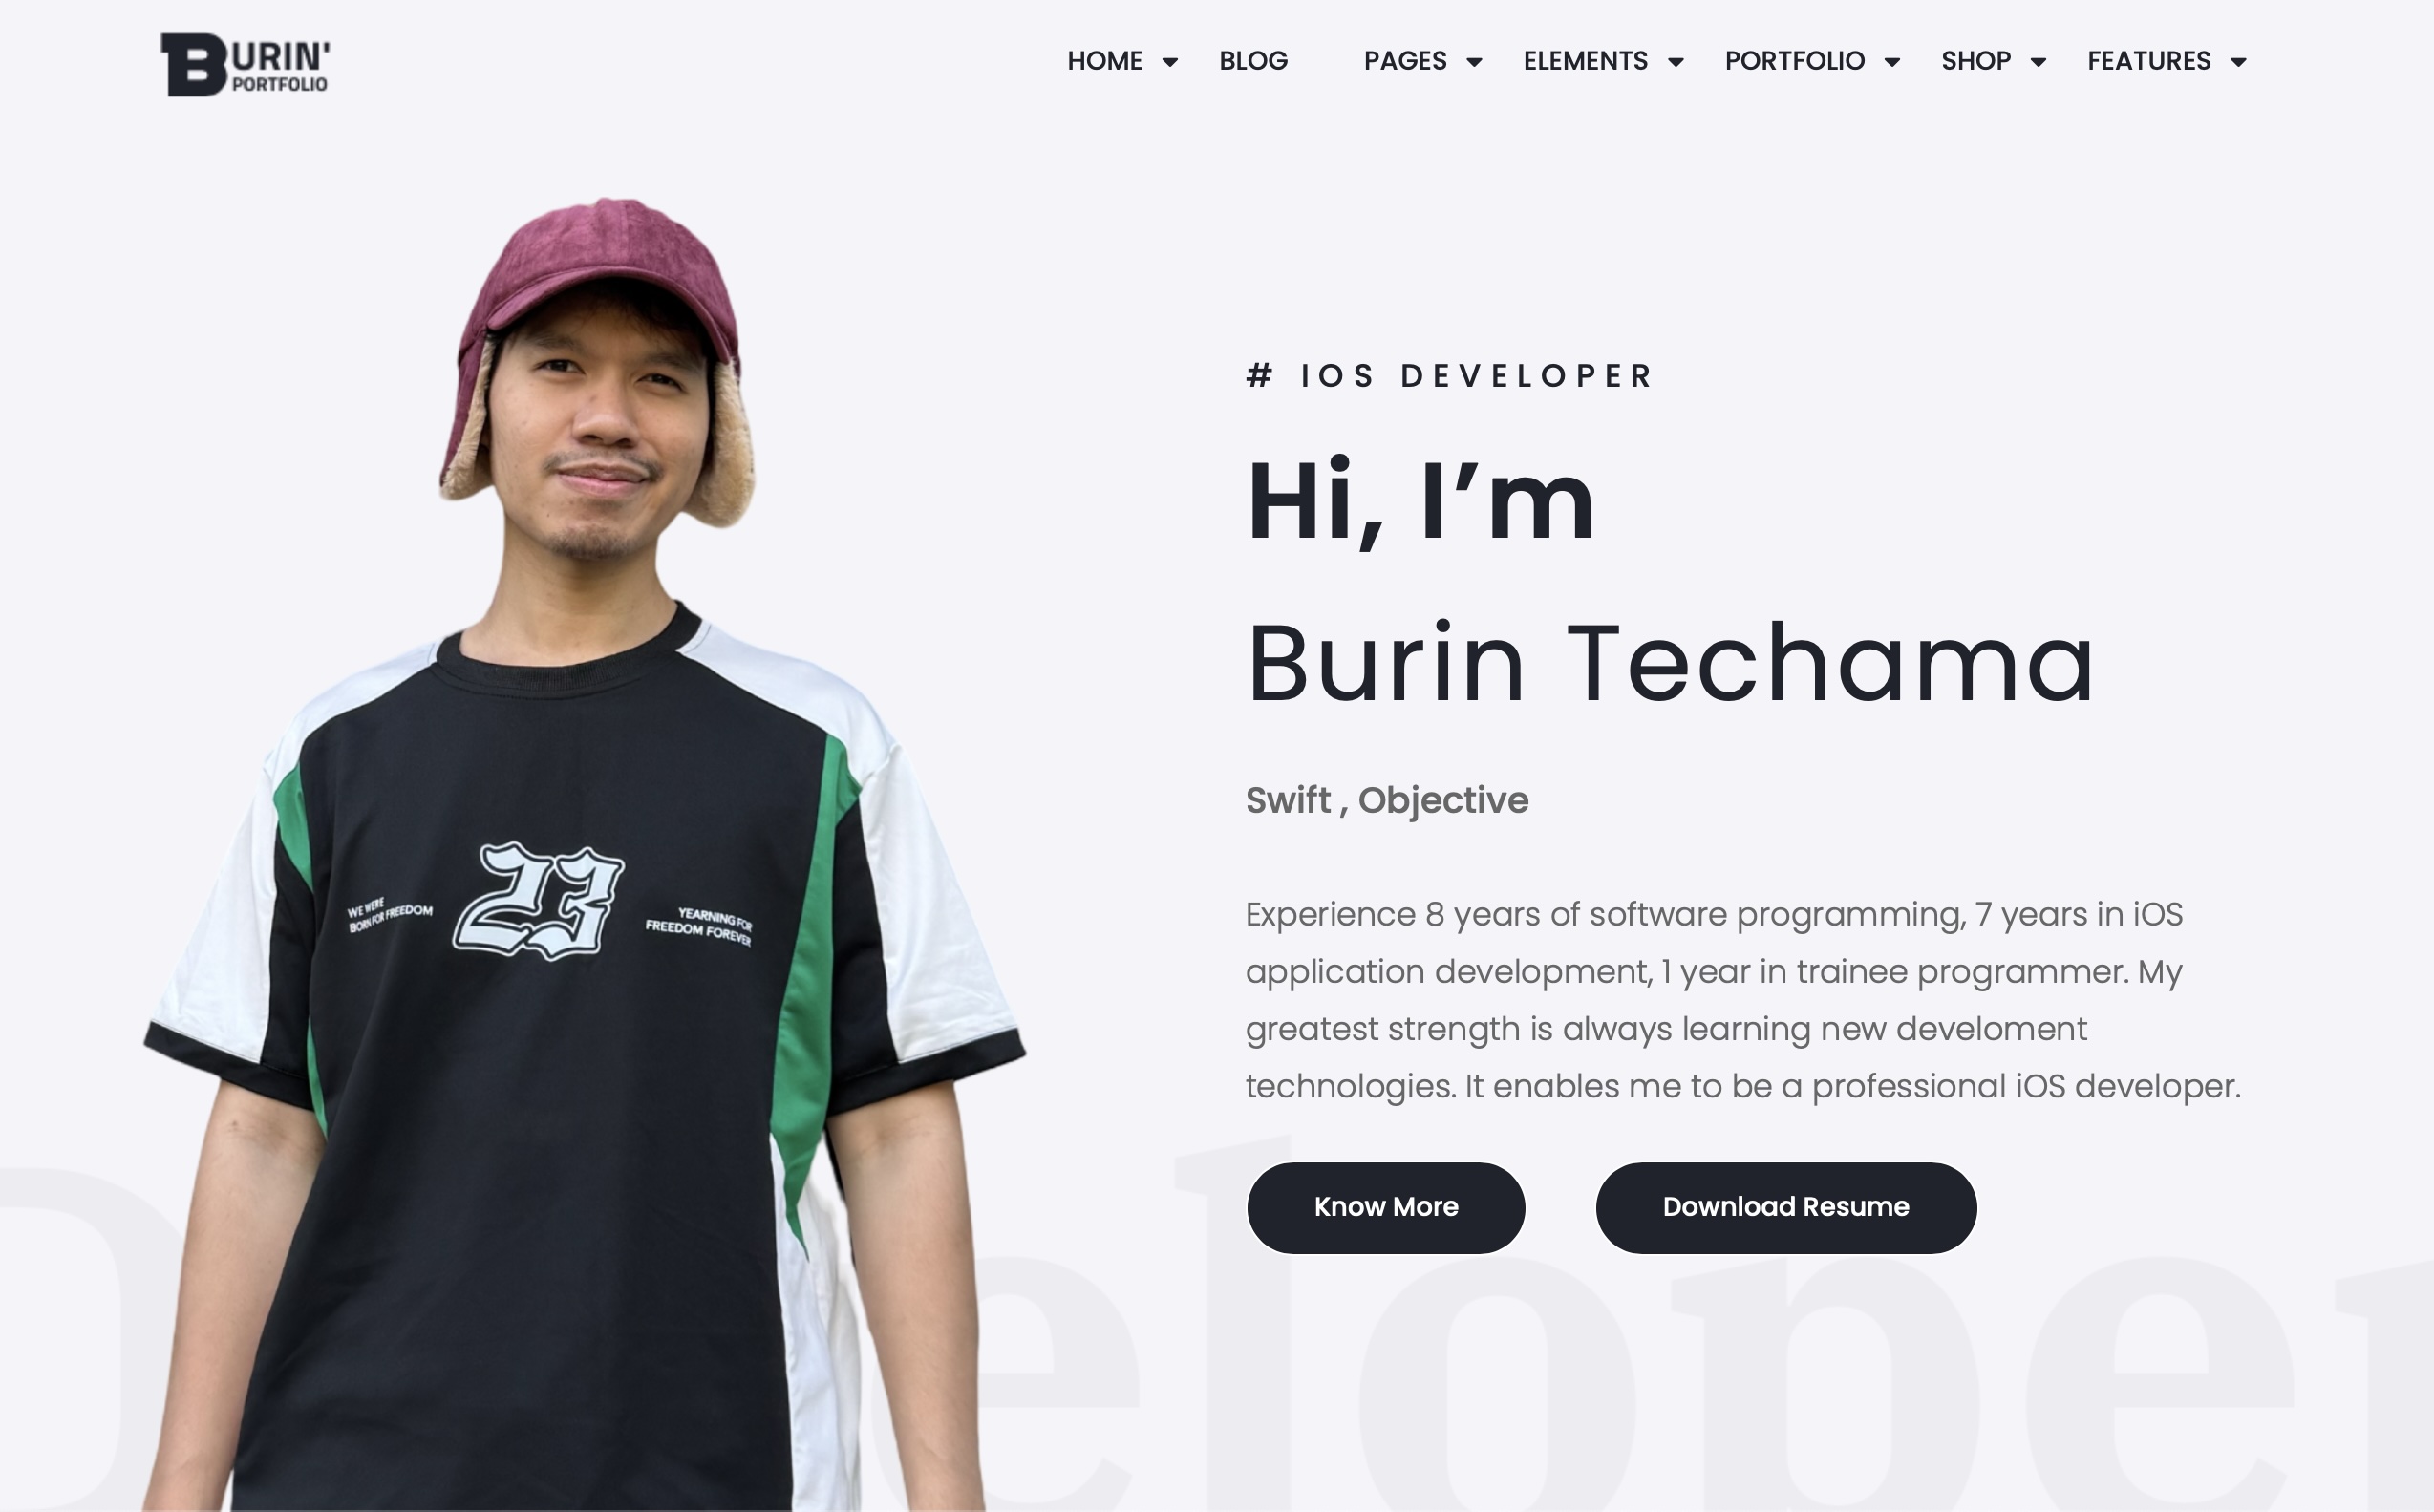 BURIN'
PORTFOLIO
HOME BLOG PAGES ELEMENTS PORTFOLIO SHOP FEATURES
# IOS DEVELOPER
Hi, I’m
Burin Techama
Swift , Objective
WE WERE
BORN FOR FREEDOM
23
YEARNING FOR
FREEDOM FOREVER
Experience 8 years of software programming, 7 years in iOS
application development, 1 year in trainee programmer. My
greatest strength is always learning new develoment
technologies. It enables me to be a professional iOS developer.
Know More Download Resume